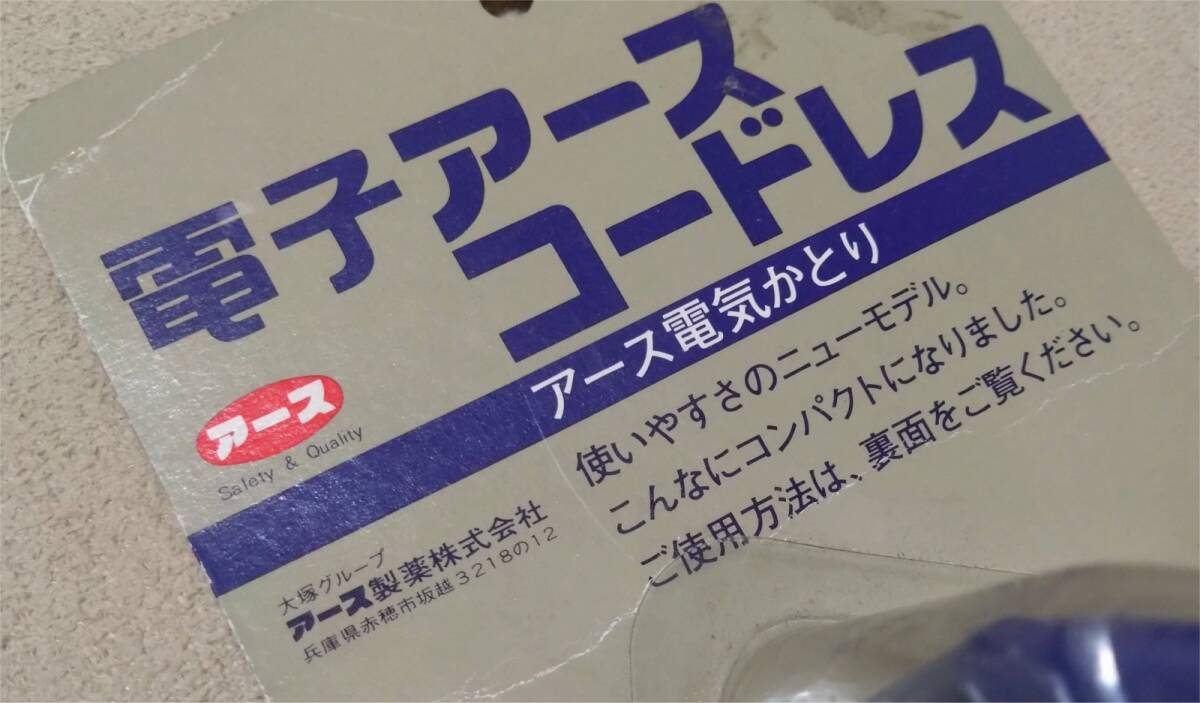 電子アース
コードレス
アース電気かとり
アース
Safety & Quality
使いやすさのニューモデル。
こんなにコンパクトになりました。
ご使用方法は、裏面をご覧ください。
大塚グループ
アース製薬株式会社
兵庫県赤穂市坂越3218の12